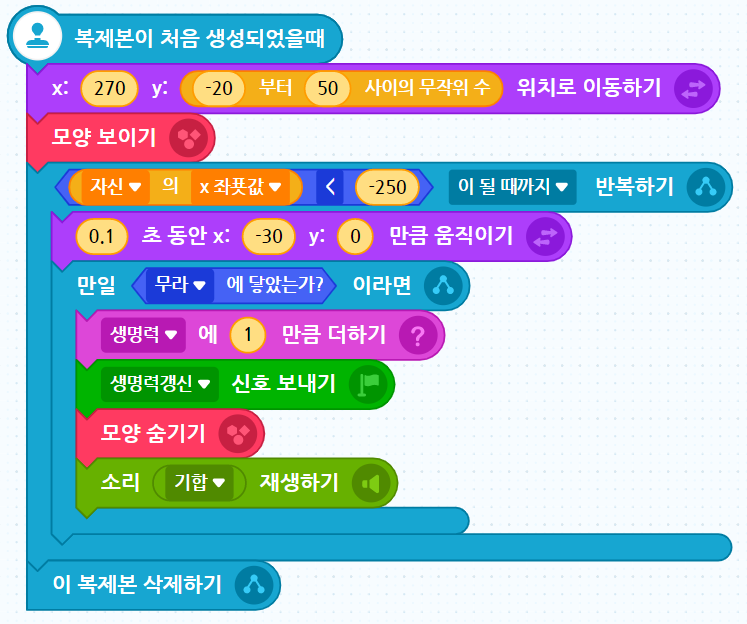 복제본이 처음 생성되었을때
x: 270 y: -20 부터 50 사이의 무작위 수 위치로 이동하기
모양 보이기
자신 의 x 좌푯값 < -250 이 될 때까지 반복하기
0.1 초 동안 x: -30 y: 0 만큼 움직이기
만일 무라 에 닿았는가? 이라면
생명력 에 1 만큼 더하기 ?
생명력갱신 신호 보내기
모양 숨기기
소리 기합 재생하기
이 복제본 삭제하기